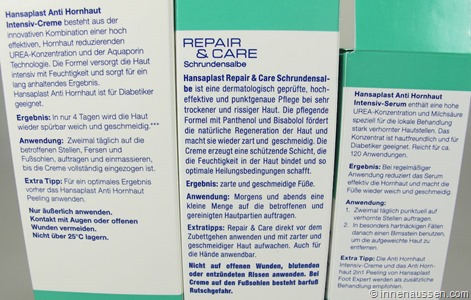 Hansaplast Anti Hornhaut
Intensiv-Creme besteht aus der
innovativen Kombination einer hoch
effektiven, Hornhaut reduzierenden
UREA-Konzentration und der Aquaporin
Technologie. Die Formel versorgt die Haut
intensiv mit Feuchtigkeit und sorgt für ein
lang anhaltendes Ergebnis.
Hansaplast Anti Hornhaut ist für Diabetiker
geeignet.
Ergebnis: in nur 4 Tagen wird die Haut
wieder spürbar weich und geschmeidig.***
Anwendung: Zweimal täglich auf die
betroffenen Stellen, Fersen und
Fußsohlen, auftragen und einmassieren,
bis die Creme vollständig eingezogen ist.
Extra Tipp: Für ein optimales Ergebnis
vorher das Hansaplast Anti Hornhaut
Peeling anwenden.
Nur äußerlich anwenden.
Kontakt mit Augen oder offenen
Wunden vermeiden.
Nicht über 25°C lagern.
REPAIR
& CARE
Schrundensalbe
Hansaplast Repair & Care Schrundensal-
be ist eine dermatologisch geprüfte, hoch-
effektive und punktgenaue Pflege bei sehr
trockener und rissiger Haut. Die pflegende
Formel mit Panthenol und Bisabolol fördert
die natürliche Regeneration der Haut und
macht sie wieder zart und geschmeidig. Die
Creme erzeugt eine schützende Schicht, die
die Feuchtigkeit in der Haut bindet und so
optimale Heilungsbedingungen schafft.
Ergebnis: zarte und geschmeidige Füße.
Anwendung: Morgens und abends eine
kleine Menge auf die betroffenen und
gereinigten Hautpartien auftragen.
Extratipps: Repair & Care direkt vor dem
Zubettgehen anwenden und mit zarter und
geschmeidiger Haut aufwachen. Auch für
die Hände anwendbar.
Nicht auf offenen Wunden, blutenden
oder entzündeten Rissen anwenden. Bei
Creme auf den Fußsohlen besteht barfuß
Rutschgefahr.
Hansaplast Anti Hornhaut
Intensiv-Serum enthält eine hohe
UREA-Konzentration und Milchsäure
speziell für die lokale Behandlung
stark verhornter Hautstellen. Das
Konzentrat ist hautfreundlich und für
Diabetiker geeignet. Reicht für ca.
120 Anwendungen.
Ergebnis: Bei regelmäßiger
Anwendung reduziert das Serum
effektiv die Hornhaut und macht die
Füße wieder weich und geschmeidig.
Anwendung:
1. Zweimal täglich punktuell auf
verhornte Stellen auftragen.
2. In besonders hartnäckigen Fällen
danach einen Bimsstein benutzen,
um die aufgeweichte Haut zu
entfernen.
Extra Tipp: Die Anti Hornhaut
Intensiv-Creme und das Anti Horn-
haut 2in1 Peeling von Hansaplast
Foot Expert werden als zusätzliche
Behandlung empfohlen.
© innenaussen.com